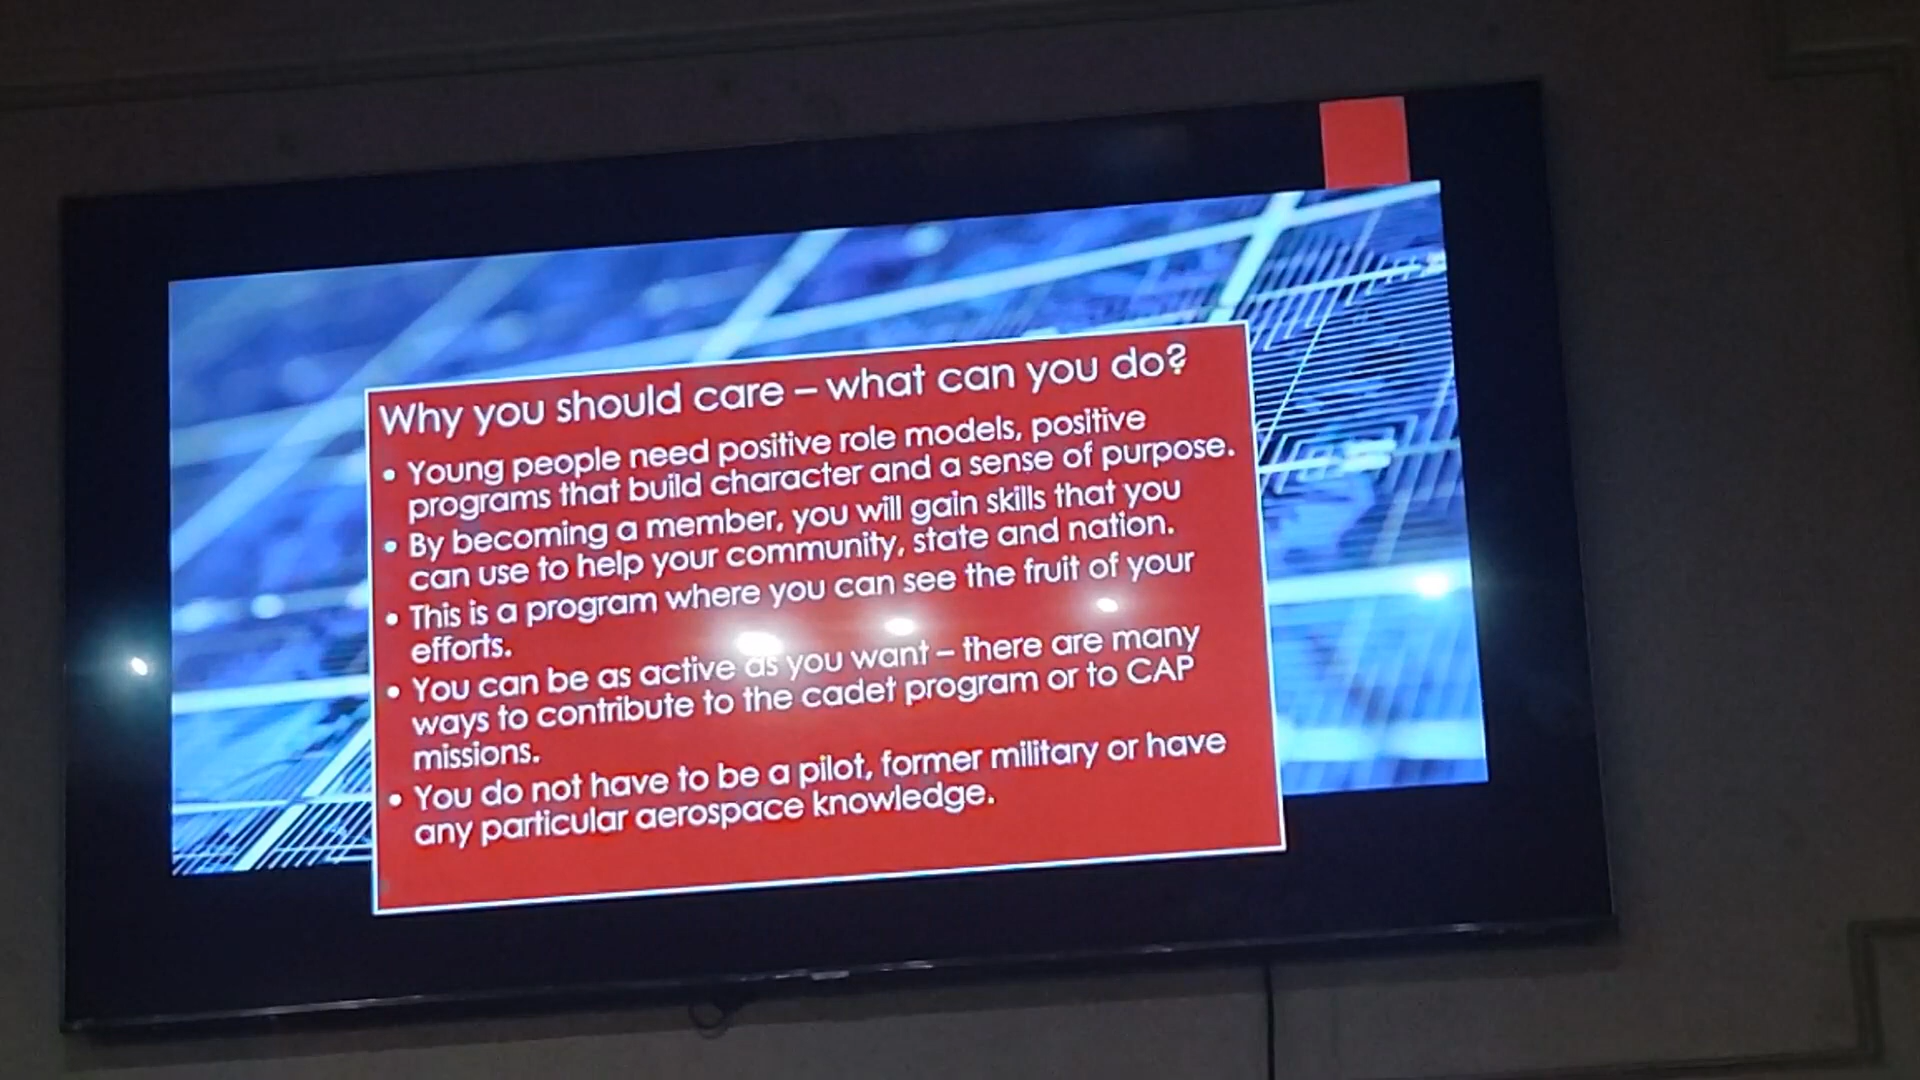 Why you should care – what can you do?
• Young people need positive role models, positive
programs that build character and a sense of purpose.
• By becoming a member, you will gain skills that you
can use to help your community, state and nation.
• This is a program where you can see the fruit of your
efforts.
• You can be as active as you want – there are many
ways to contribute to the cadet program or to CAP
missions.
• You do not have to be a pilot, former military or have
any particular aerospace knowledge.